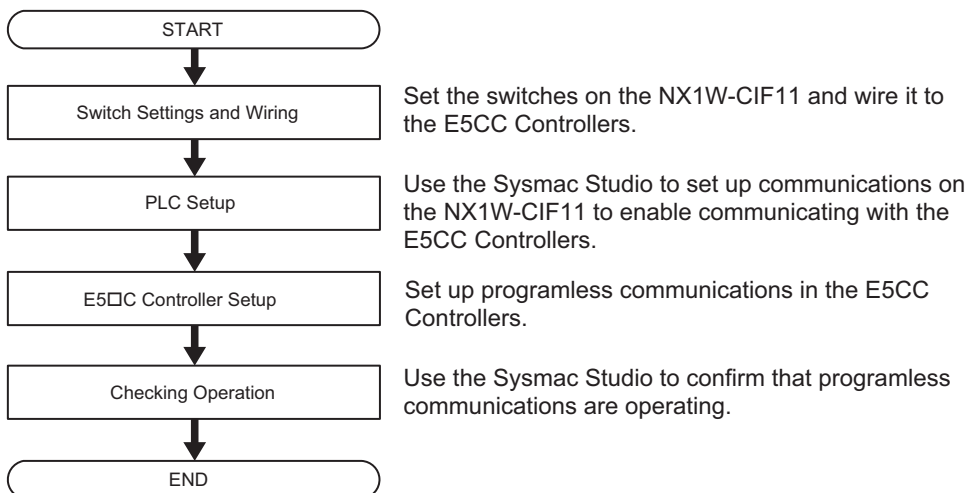 START
Switch Settings and Wiring
Set the switches on the NX1W-CIF11 and wire it to
the E5CC Controllers.
PLC Setup
Use the Sysmac Studio to set up communications on
the NX1W-CIF11 to enable communicating with the
E5CC Controllers.
E5□C Controller Setup
Set up programless communications in the E5CC
Controllers.
Checking Operation
Use the Sysmac Studio to confirm that programless
communications are operating.
END